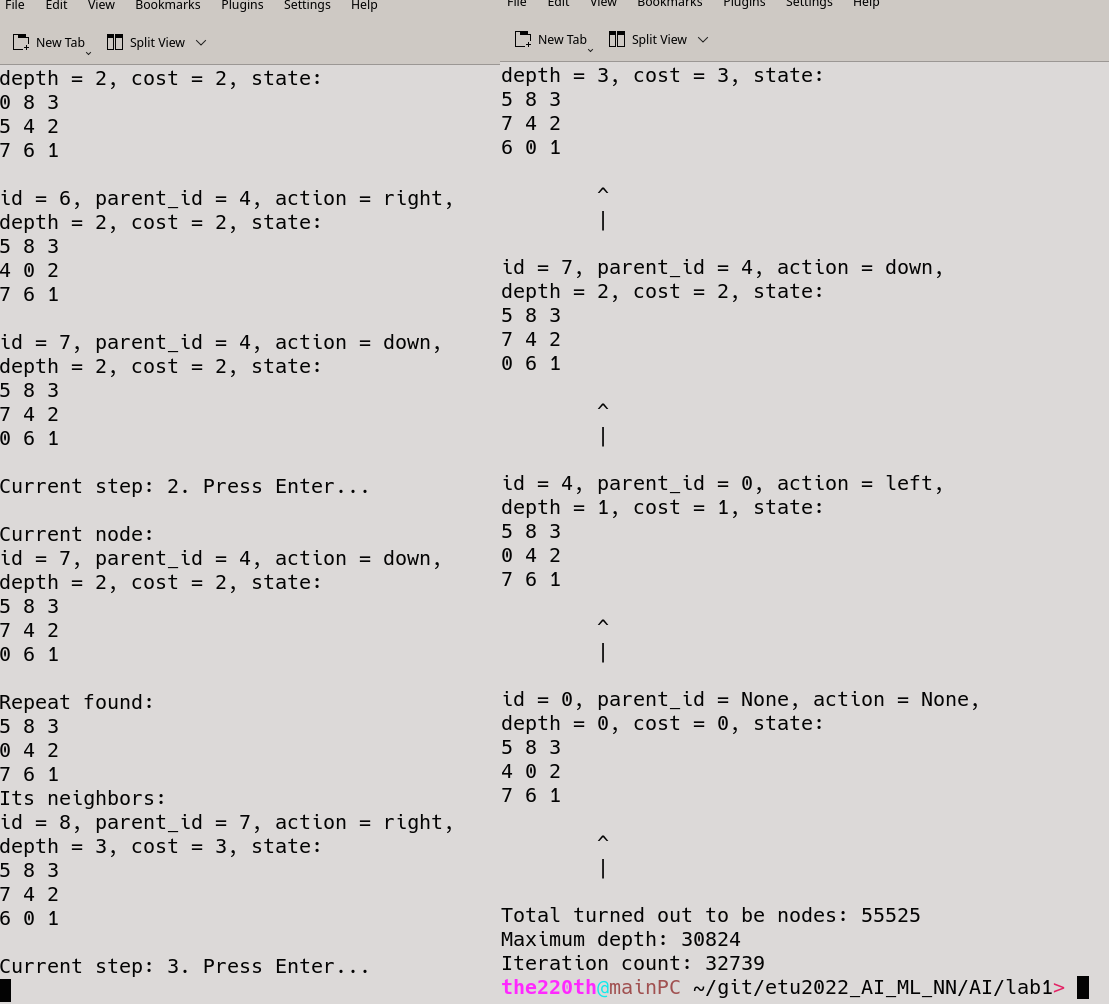 File Edit View Bookmarks Plugins Settings Help
New Tab Split View
depth = 2, cost = 2, state:
0 8 3
5 4 2
7 6 1
id = 6, parent_id = 4, action = right,
depth = 2, cost = 2, state:
5 8 3
4 0 2
7 6 1
id = 7, parent_id = 4, action = down,
depth = 2, cost = 2, state:
5 8 3
7 4 2
0 6 1
Current step: 2. Press Enter...
Current node:
id = 7, parent_id = 4, action = down,
depth = 2, cost = 2, state:
5 8 3
7 4 2
0 6 1
Repeat found:
5 8 3
0 4 2
7 6 1
Its neighbors:
id = 8, parent_id = 7, action = right,
depth = 3, cost = 3, state:
5 8 3
7 4 2
6 0 1
Current step: 3. Press Enter...
File Edit View Bookmarks Plugins Settings Help
New Tab Split View
depth = 3, cost = 3, state:
5 8 3
7 4 2
6 0 1
^
|
id = 7, parent_id = 4, action = down,
depth = 2, cost = 2, state:
5 8 3
7 4 2
0 6 1
^
|
id = 4, parent_id = 0, action = left,
depth = 1, cost = 1, state:
5 8 3
0 4 2
7 6 1
^
|
id = 0, parent_id = None, action = None,
depth = 0, cost = 0, state:
5 8 3
4 0 2
7 6 1
^
|
Total turned out to be nodes: 55525
Maximum depth: 30824
Iteration count: 32739
the220th@mainPC ~/git/etu2022_AI_ML_NN/AI/lab1>